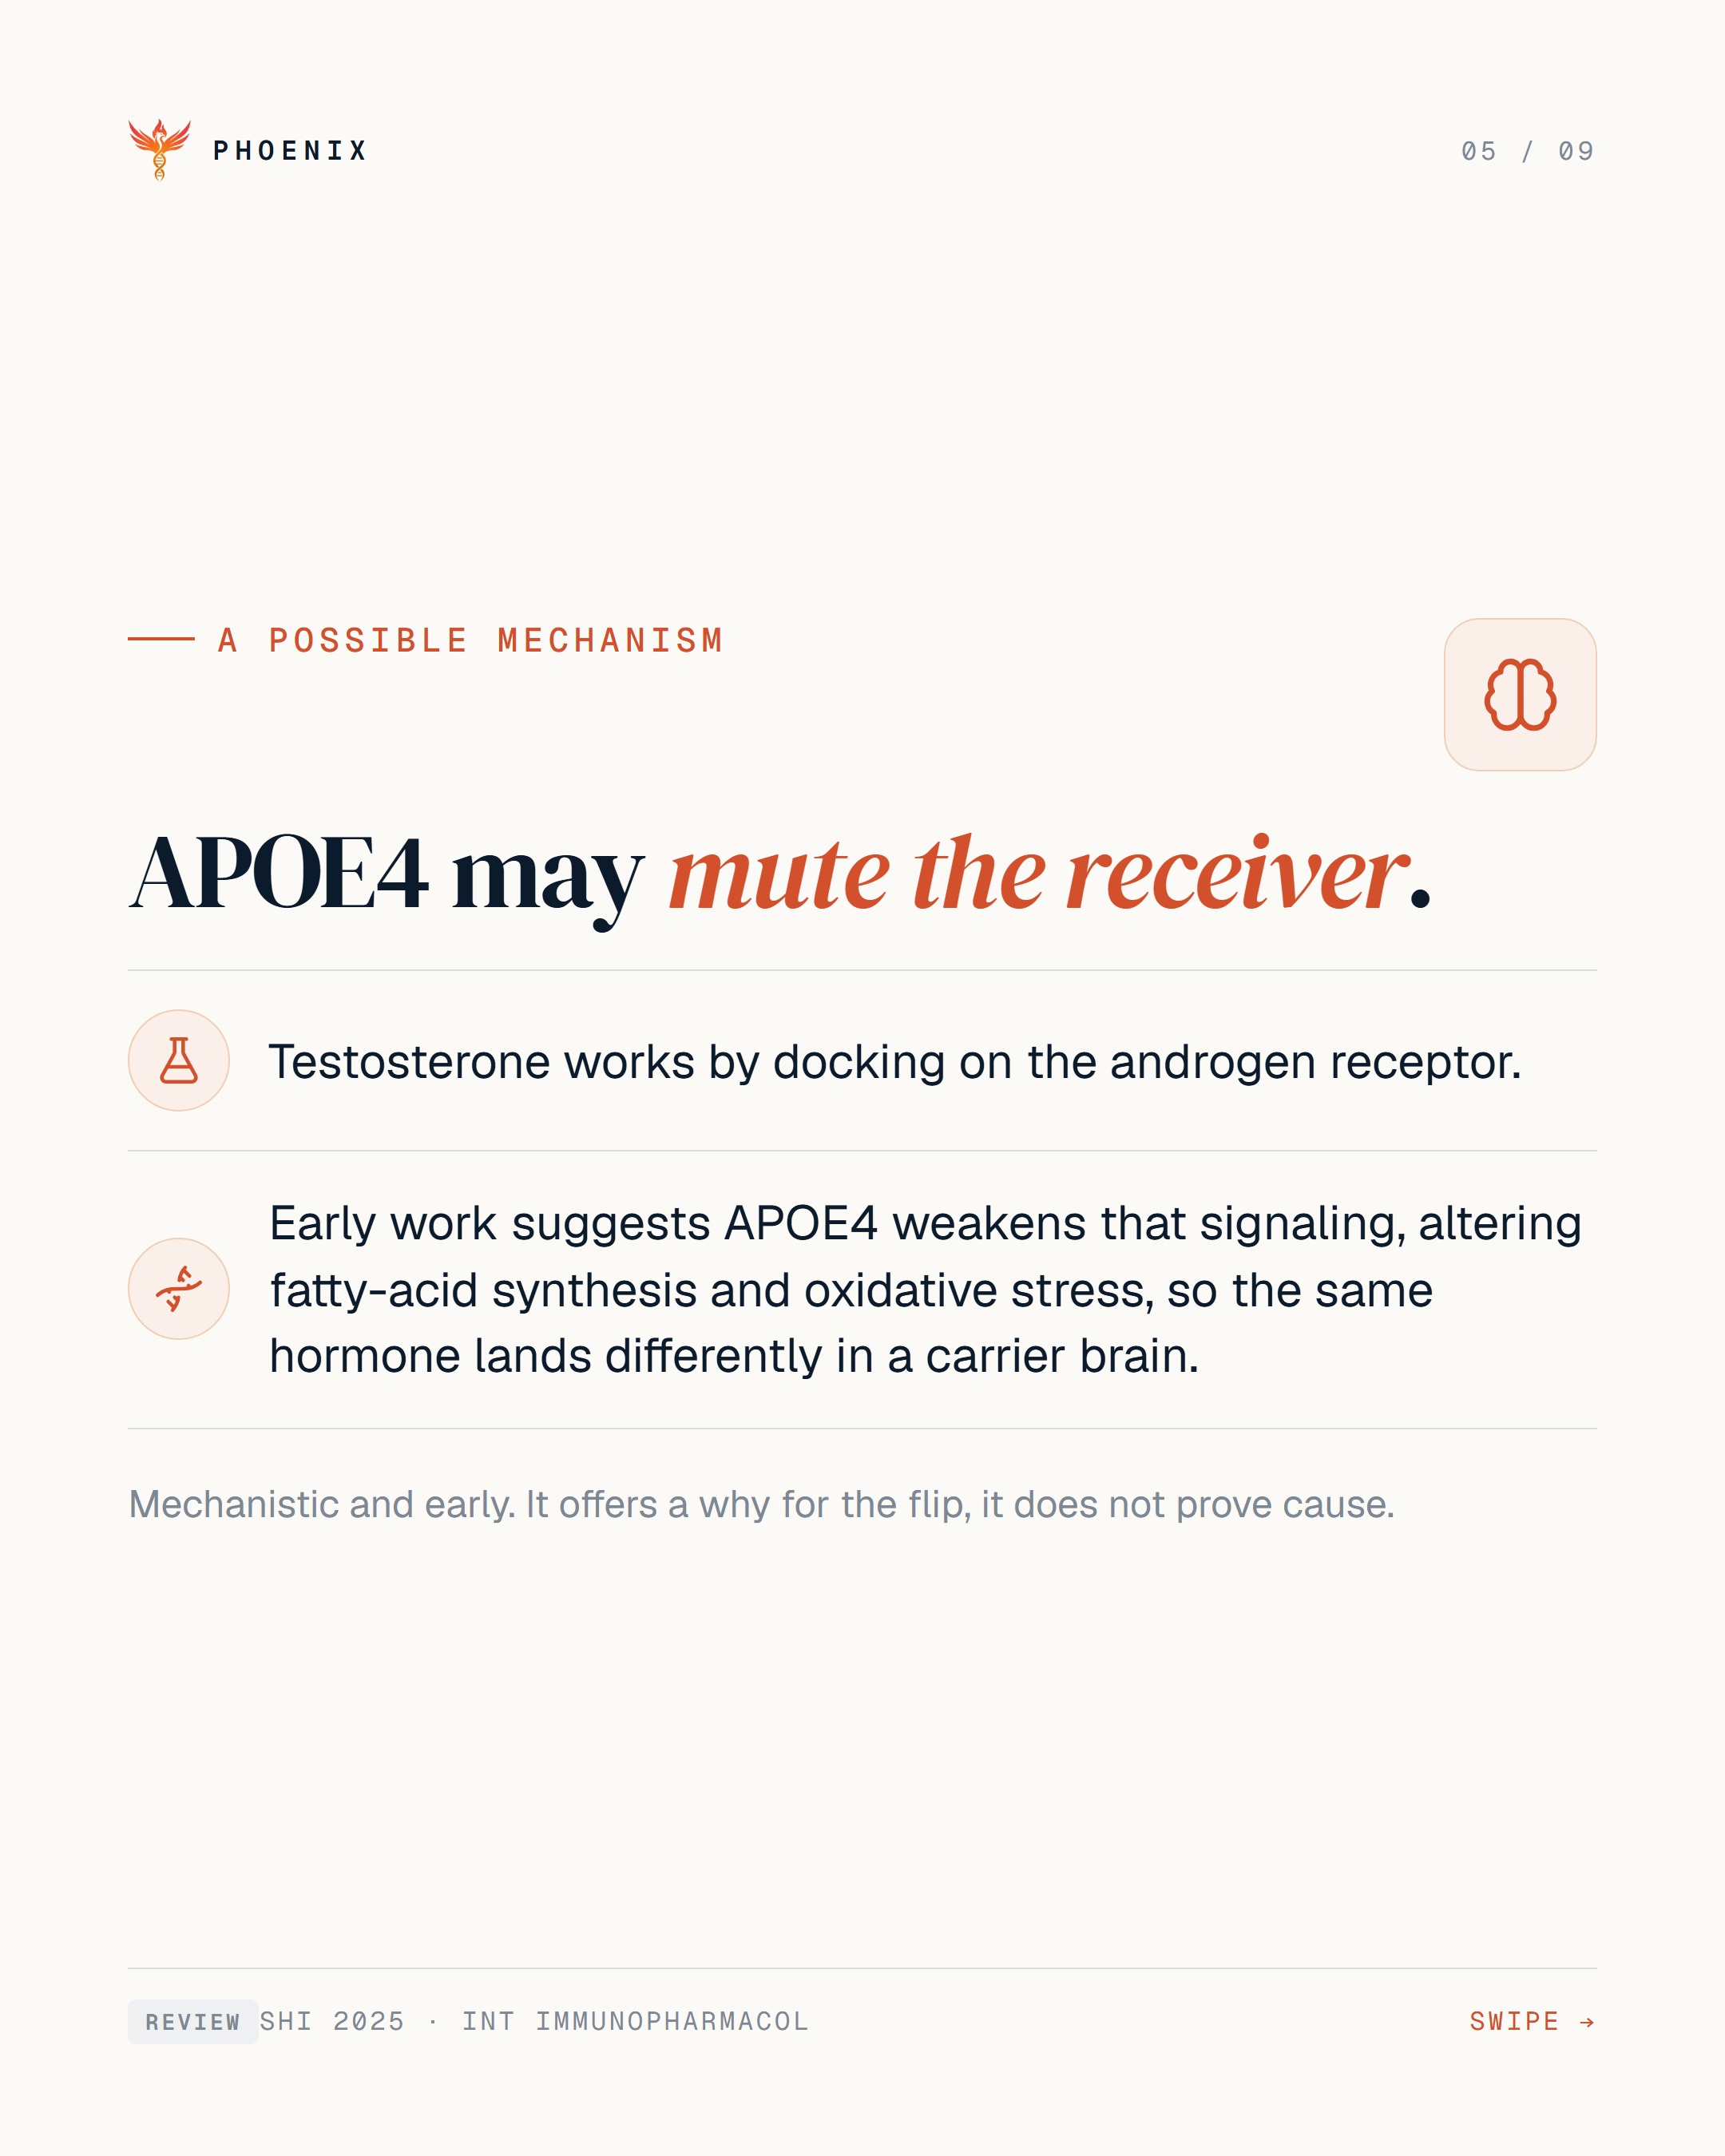 PHOENIX
05 / 09
A POSSIBLE MECHANISM
APOE4 may mute the receiver.
Testosterone works by docking on the androgen receptor.
Early work suggests APOE4 weakens that signaling, altering
fatty-acid synthesis and oxidative stress, so the same
hormone lands differently in a carrier brain.
Mechanistic and early. It offers a why for the flip, it does not prove cause.
REVIEW SHI 2025 · INT IMMUNOPHARMACOL
SWIPE →